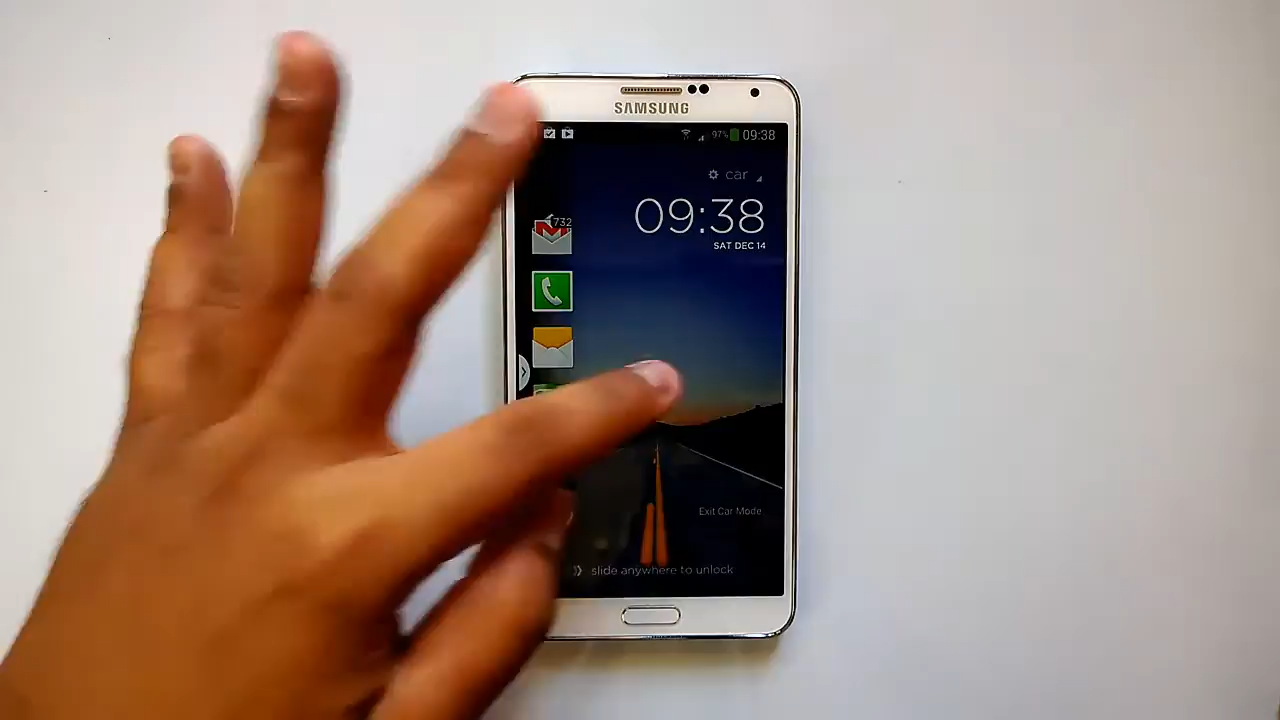 SAMSUNG
97% 09:38
car
09:38
SAT DEC 14
732
Exit Car Mode
slide anywhere to unlock